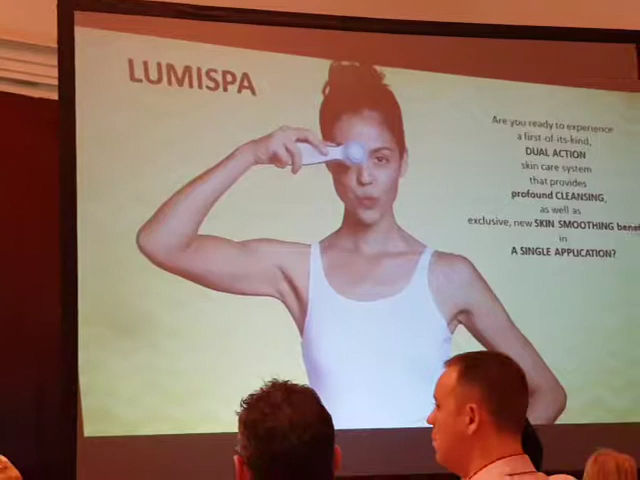 LUMISPA
Are you ready to experience
a first-of-its-kind,
DUAL ACTION
skin care system
that provides
profound CLEANSING,
as well as
exclusive, new SKIN SMOOTHING benef
in
A SINGLE APPLICATION?